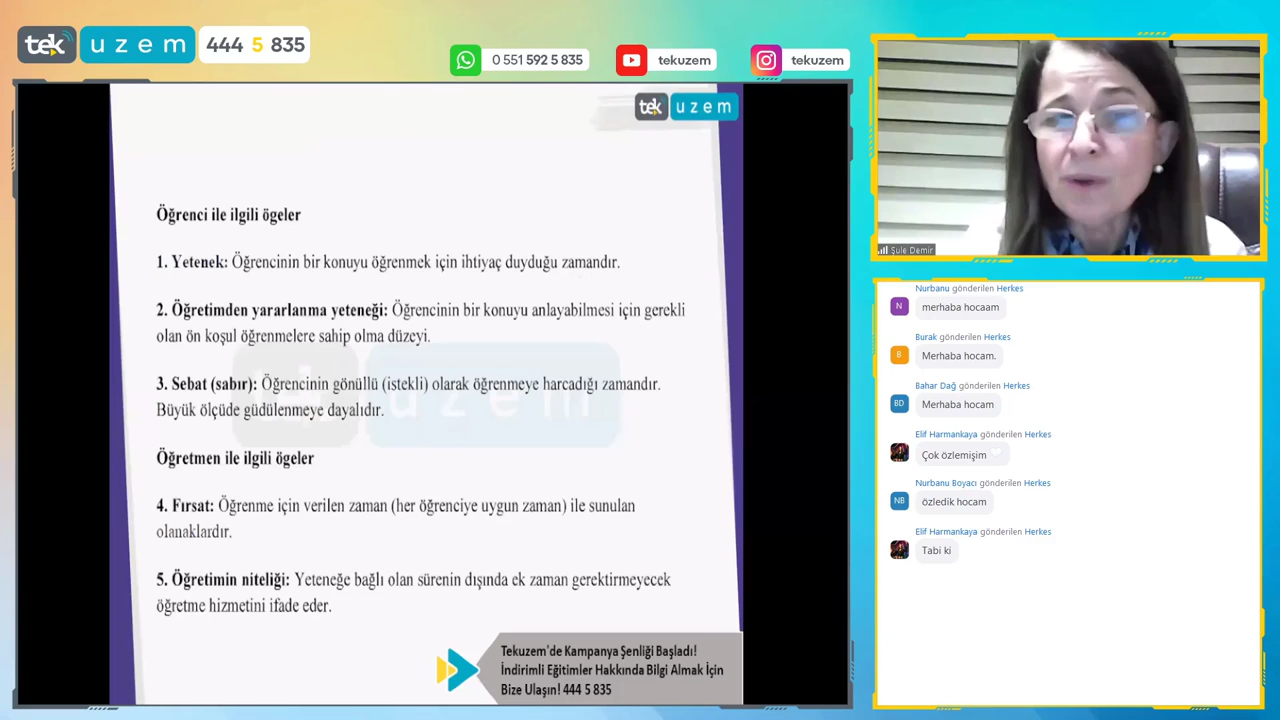 tek
uzem
444 5 835
0 551 592 5 835
tekuzem
tekuzem
tek
uzem
Öğrenci ile ilgili ögeler
1. Yetenek: Öğrencinin bir konuyu öğrenmek için ihtiyaç duyduğu zamandır.
2. Öğretimden yararlanma yeteneği: Öğrencinin bir konuyu anlayabilmesi için gerekli
olan ön koşul öğrenmelere sahip olma düzeyi.
3. Sebat (sabır): Öğrencinin gönüllü (istekli) olarak öğrenmeye harcadığı zamandır.
Büyük ölçüde güdülenmeye dayalıdır.
Öğretmen ile ilgili ögeler
4. Fırsat: Öğrenme için verilen zaman (her öğrenciye uygun zaman) ile sunulan
olanaklardır.
5. Öğretimin niteliği: Yeteneğe bağlı olan sürenin dışında ek zaman gerektirmeyecek
öğretme hizmetini ifade eder.
tek
uzem
Tekuzem'de Kampanya Şenliği Başladı!
İndirimli Eğitimler Hakkında Bilgi Almak İçin
Bize Ulaşın! 444 5 835
Şule Demir
Nurbanu gönderilen Herkes
N
merhaba hocaam
Burak gönderilen Herkes
B
Merhaba hocam.
Bahar Dağ gönderilen Herkes
BD
Merhaba hocam
Elif Harmankaya gönderilen Herkes
Çok özlemişim
Nurbanu Boyacı gönderilen Herkes
NB
özledik hocam
Elif Harmankaya gönderilen Herkes
Tabi ki